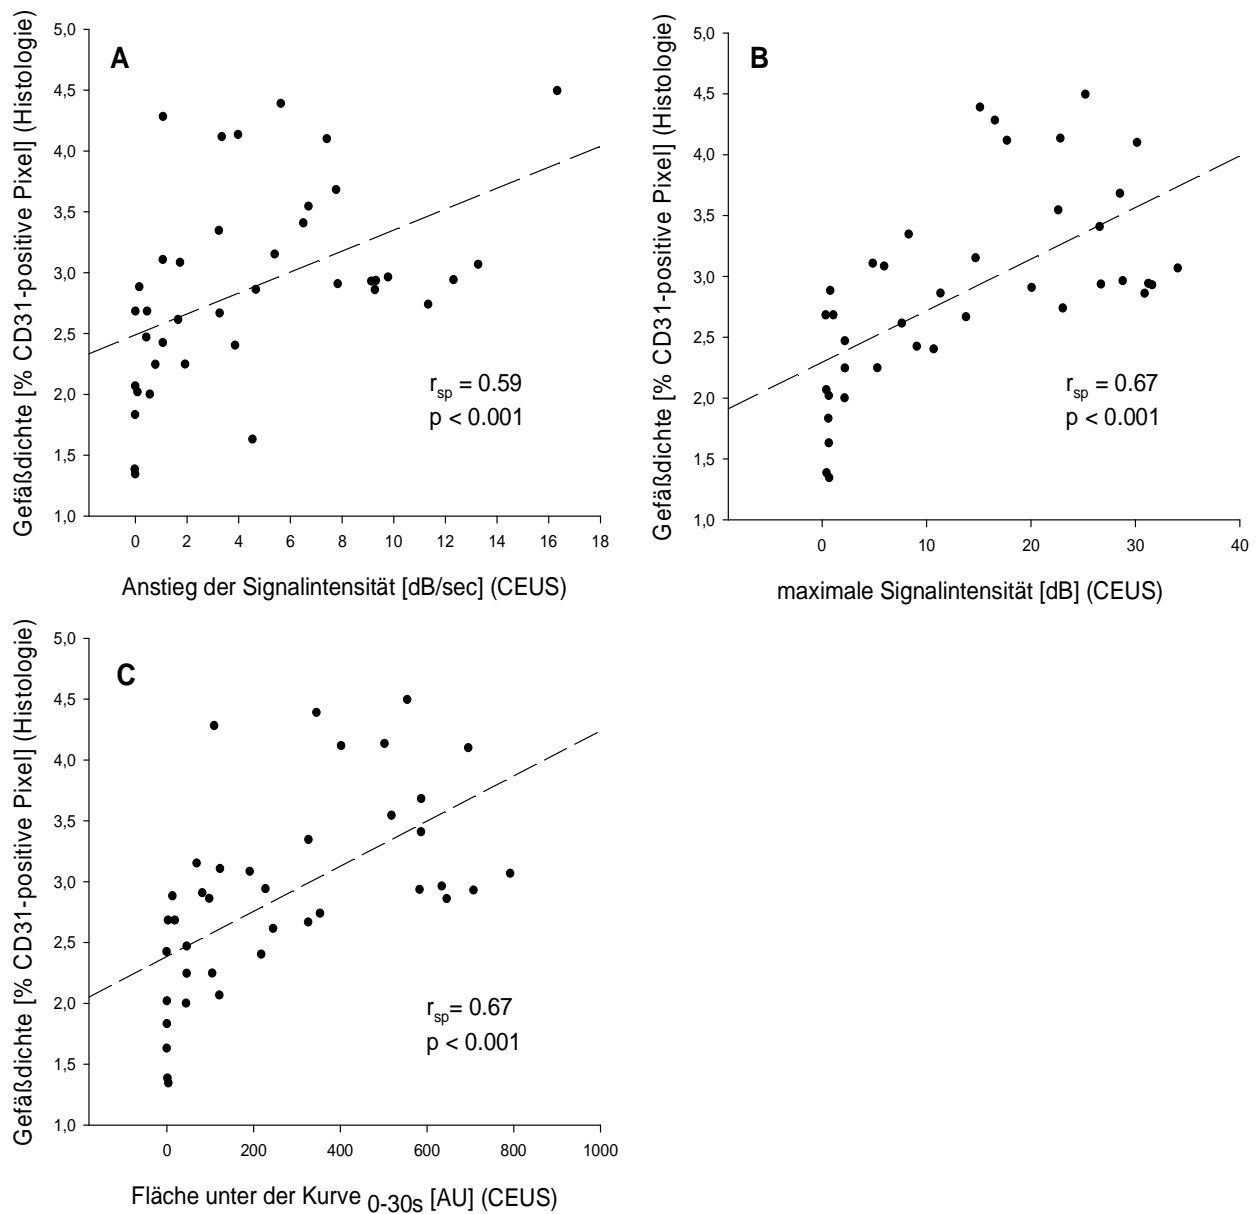 A
Gefäßdichte [% CD31-positive Pixel] (Histologie)
5,0
4,5
4,0
3,5
3,0
2,5
2,0
1,5
1,0
r_sp = 0.59
p < 0.001
0 2 4 6 8 10 12 14 16 18
Anstieg der Signalintensität [dB/sec] (CEUS)
B
Gefäßdichte [% CD31-positive Pixel] (Histologie)
5,0
4,5
4,0
3,5
3,0
2,5
2,0
1,5
1,0
r_sp = 0.67
p < 0.001
0 10 20 30 40
maximale Signalintensität [dB] (CEUS)
C
Gefäßdichte [% CD31-positive Pixel] (Histologie)
5,0
4,5
4,0
3,5
3,0
2,5
2,0
1,5
1,0
r_sp= 0.67
p < 0.001
0 200 400 600 800 1000
Fläche unter der Kurve 0-30s [AU] (CEUS)